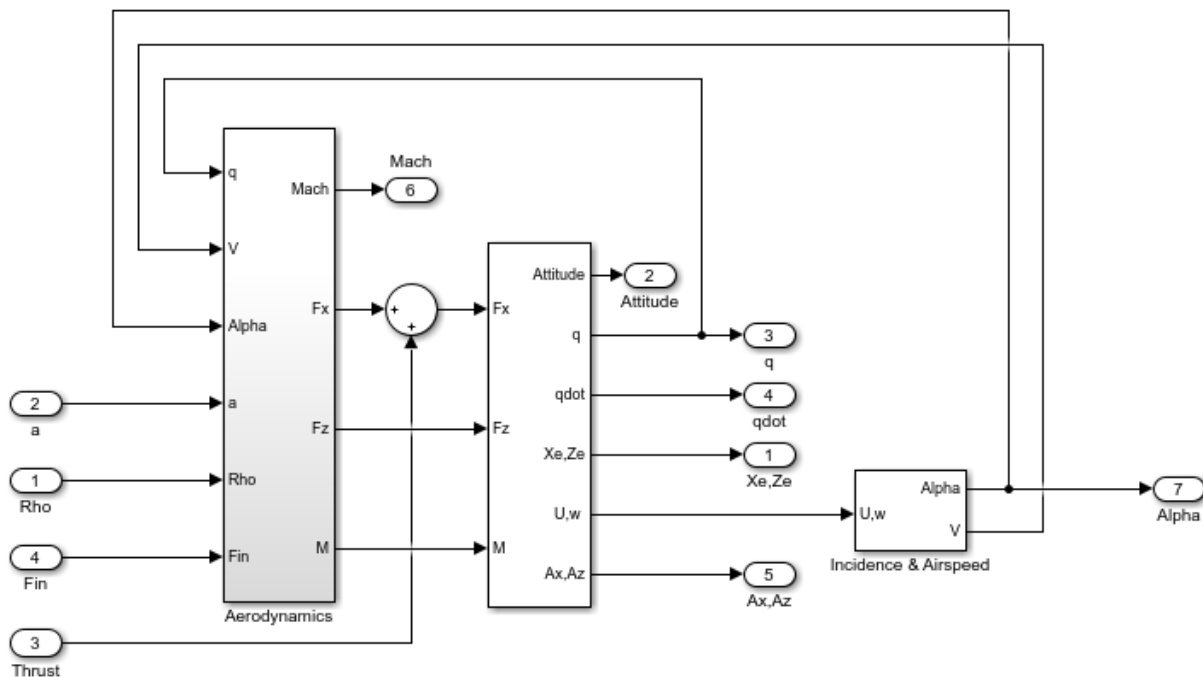 Mach
6
q
Mach
V
Fx
+
+
Alpha
2
a
a
Fz
1
Rho
Rho
4
Fin
Fin
M
Aerodynamics
3
Thrust
Fx
Fz
M
Attitude
q
qdot
Xe,Ze
U,w
Ax,Az
2
Attitude
3
q
4
qdot
1
Xe,Ze
5
Ax,Az
U,w
Alpha
V
Incidence & Airspeed
7
Alpha